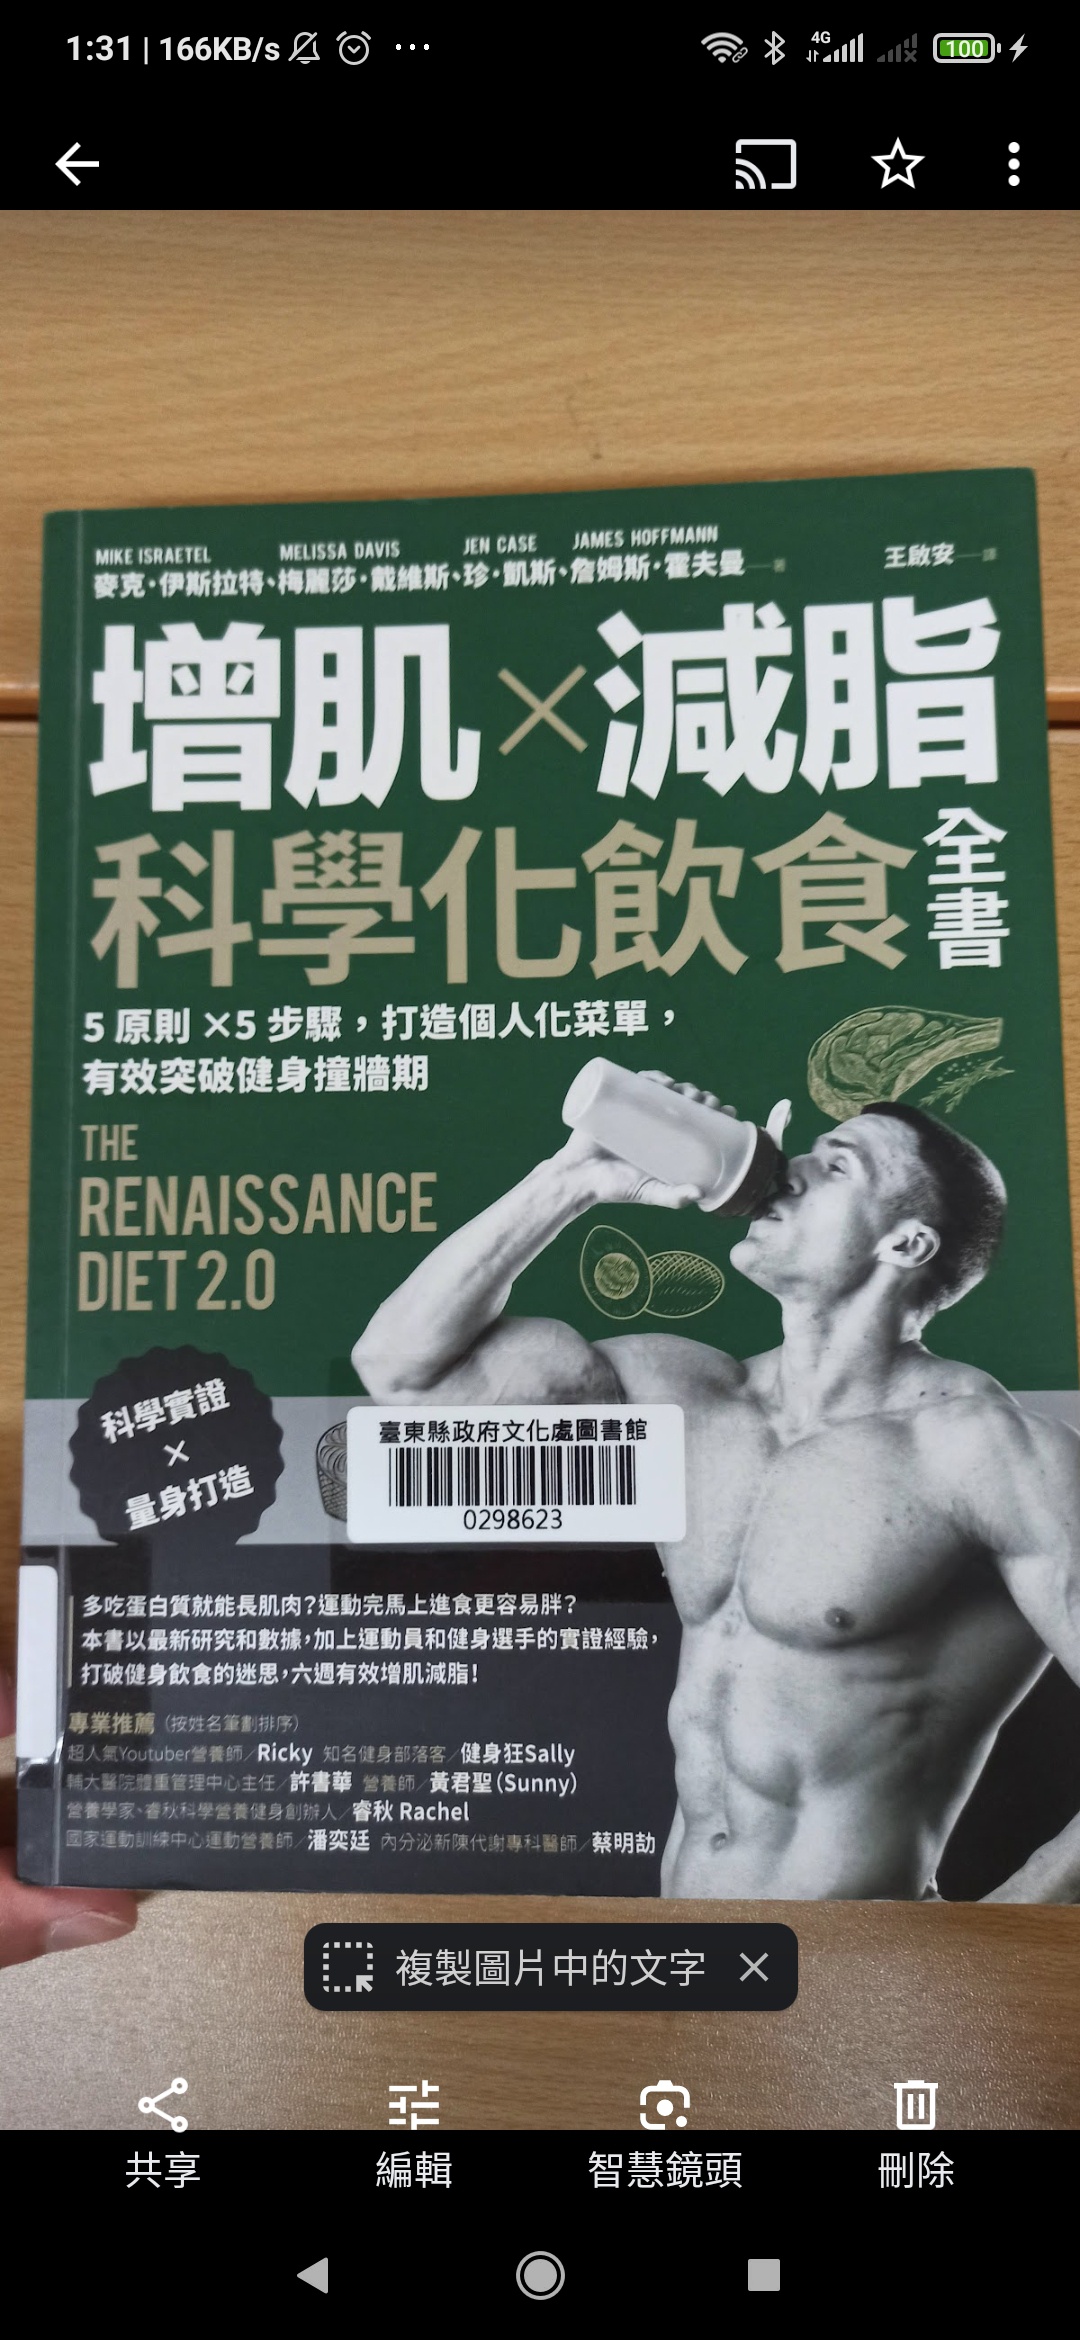 1:31 | 166KB/s
4G
100
MIKE ISRAETEL MELISSA DAVIS JEN CASE JAMES HOFFMANN
麥克·伊斯拉特、梅麗莎·戴維斯、珍·凱斯、詹姆斯·霍夫曼—著
王啟安—譯
增肌×減脂
科學化飲食全書
5 原則 ×5 步驟，打造個人化菜單，
有效突破健身撞牆期
THE
RENAISSANCE
DIET 2.0
科學實證
×
量身打造
臺東縣政府文化處圖書館
0298623
多吃蛋白質就能長肌肉？運動完馬上進食更容易胖？
本書以最新研究和數據，加上運動員和健身選手的實證經驗，
打破健身飲食的迷思，六週有效增肌減脂！
專業推薦（按姓名筆劃排序）
超人氣Youtuber營養師／Ricky 知名健身部落客／健身狂Sally
輔大醫院體重管理中心主任／許書華 營養師／黃君聖（Sunny）
營養學家、睿秋科學營養健身創辦人／睿秋 Rachel
國家運動訓練中心運動營養師／潘奕廷 內分泌新陳代謝專科醫師／蔡明劼
複製圖片中的文字
共享
編輯
智慧鏡頭
刪除